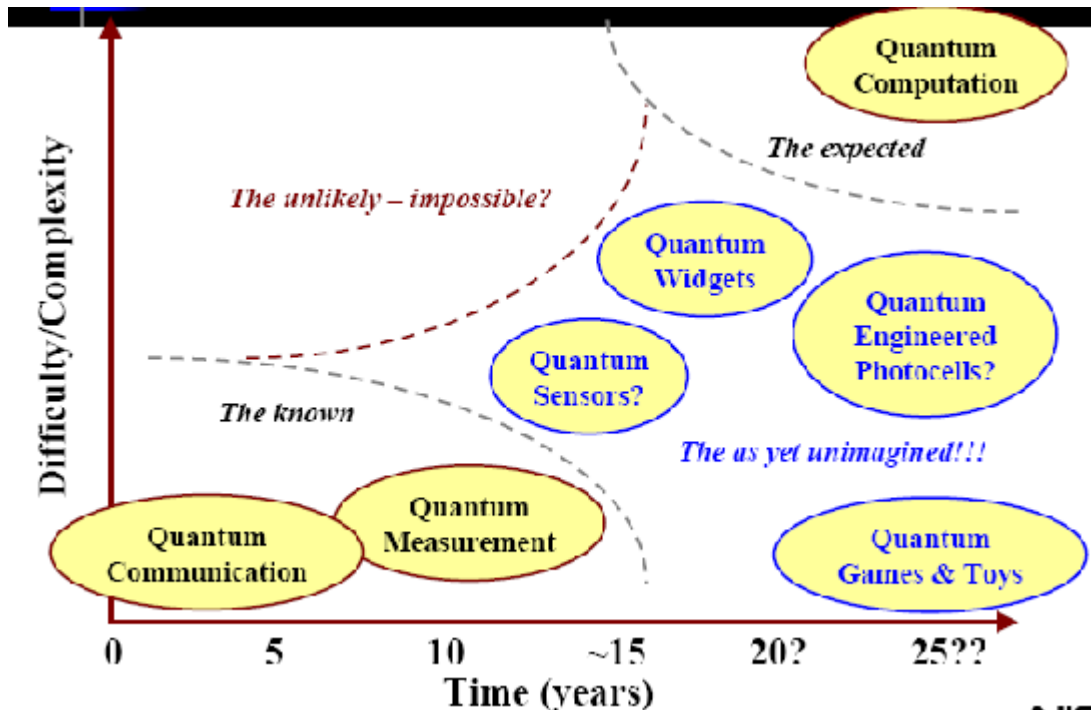 Quantum
Computation
The expected
The unlikely – impossible?
Quantum
Widgets
Quantum
Engineered
Photocells?
Quantum
Sensors?
The known
The as yet unimagined!!!
Quantum
Measurement
Quantum
Communication
Quantum
Games & Toys
Difficulty/Complexity
0 5 10 ~15 20? 25??
Time (years)